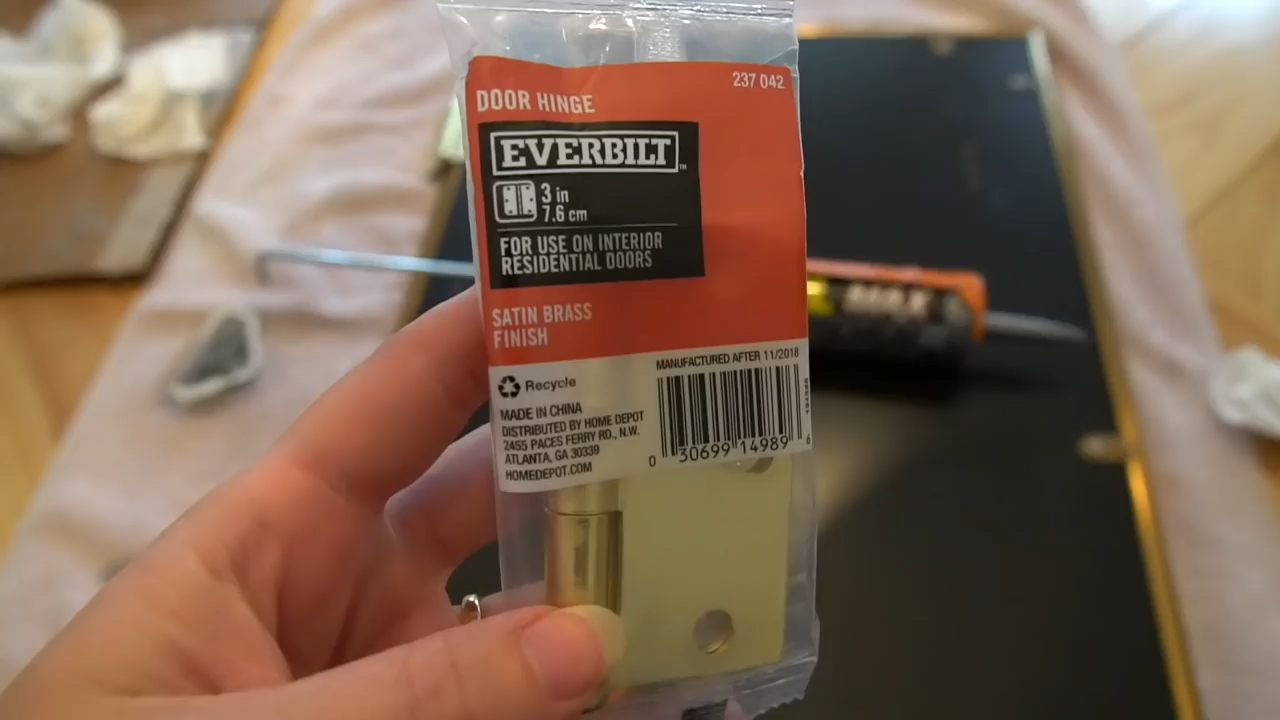 237 042
DOOR HINGE
EVERBILT™
3 in
7.6 cm
FOR USE ON INTERIOR
RESIDENTIAL DOORS
SATIN BRASS
FINISH
MANUFACTURED AFTER 11/2018
Recycle
MADE IN CHINA
DISTRIBUTED BY HOME DEPOT
2455 PACES FERRY RD., N.W.
ATLANTA, GA 30339
HOMEDEPOT.COM
0 30699 14989 6
MAX